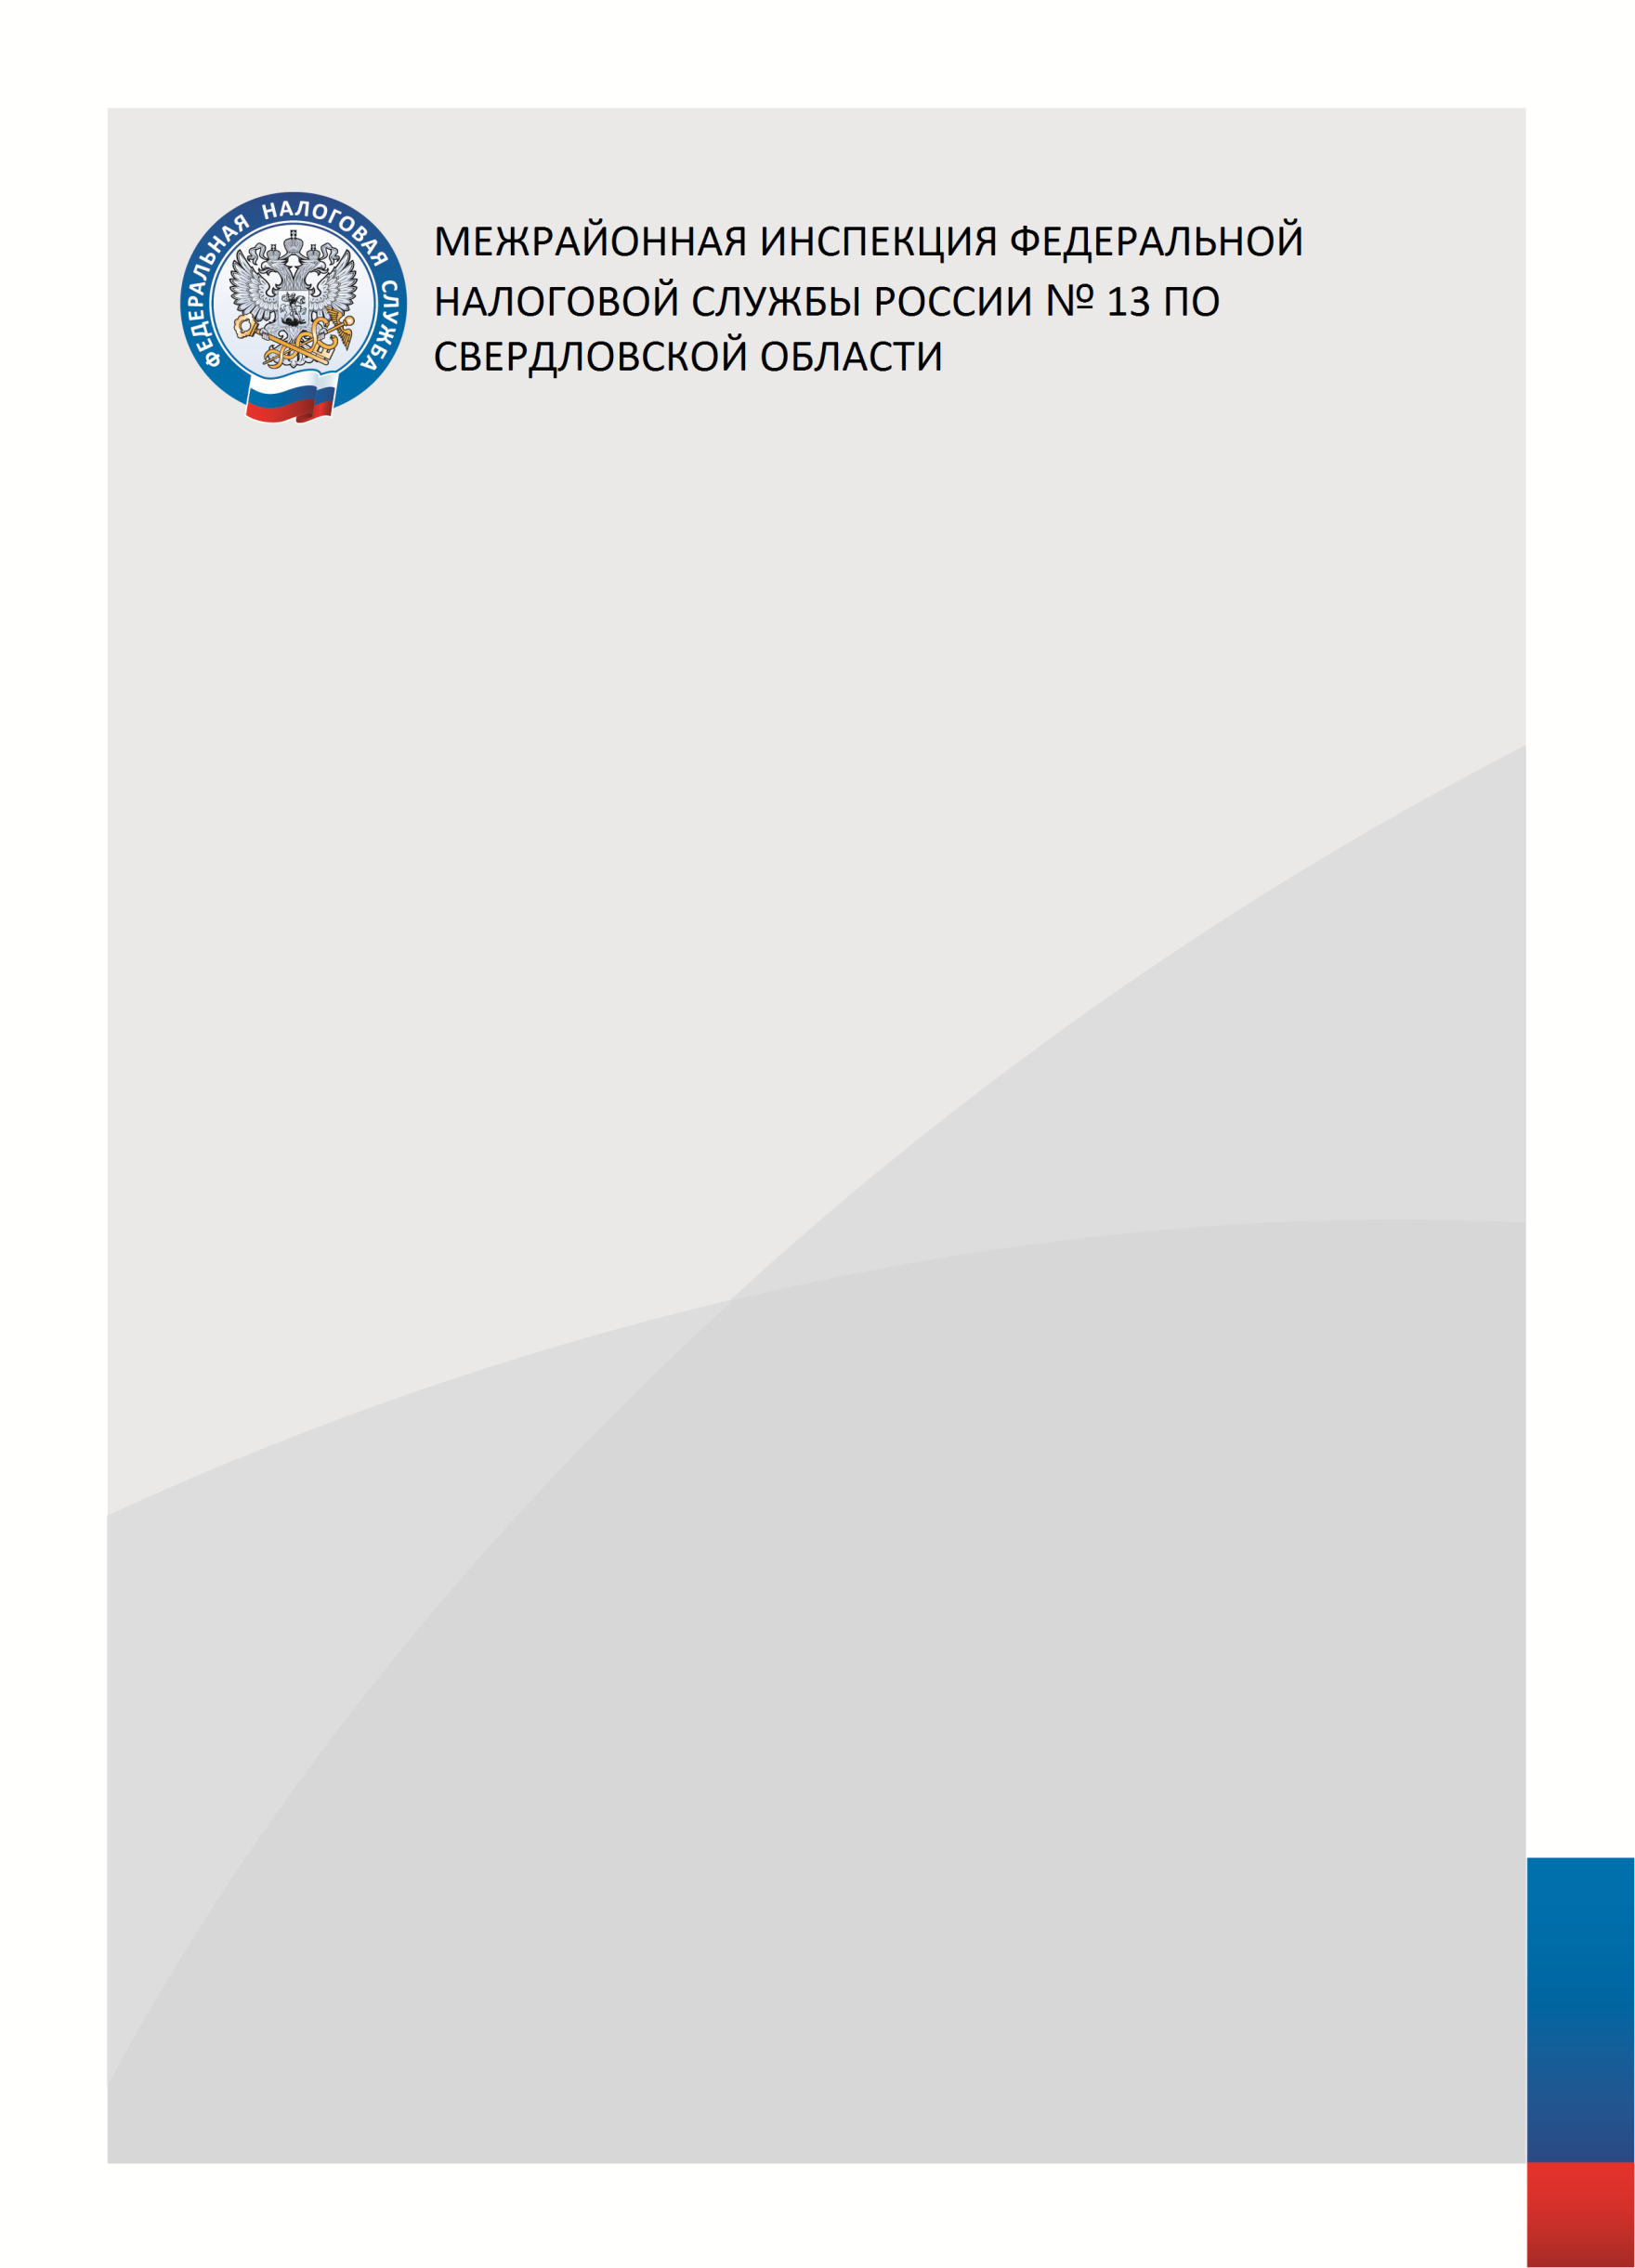 ФЕДЕРАЛЬНАЯ НАЛОГОВАЯ СЛУЖБА
МЕЖРАЙОННАЯ ИНСПЕКЦИЯ ФЕДЕРАЛЬНОЙ
НАЛОГОВОЙ СЛУЖБЫ РОССИИ № 13 ПО
СВЕРДЛОВСКОЙ ОБЛАСТИ